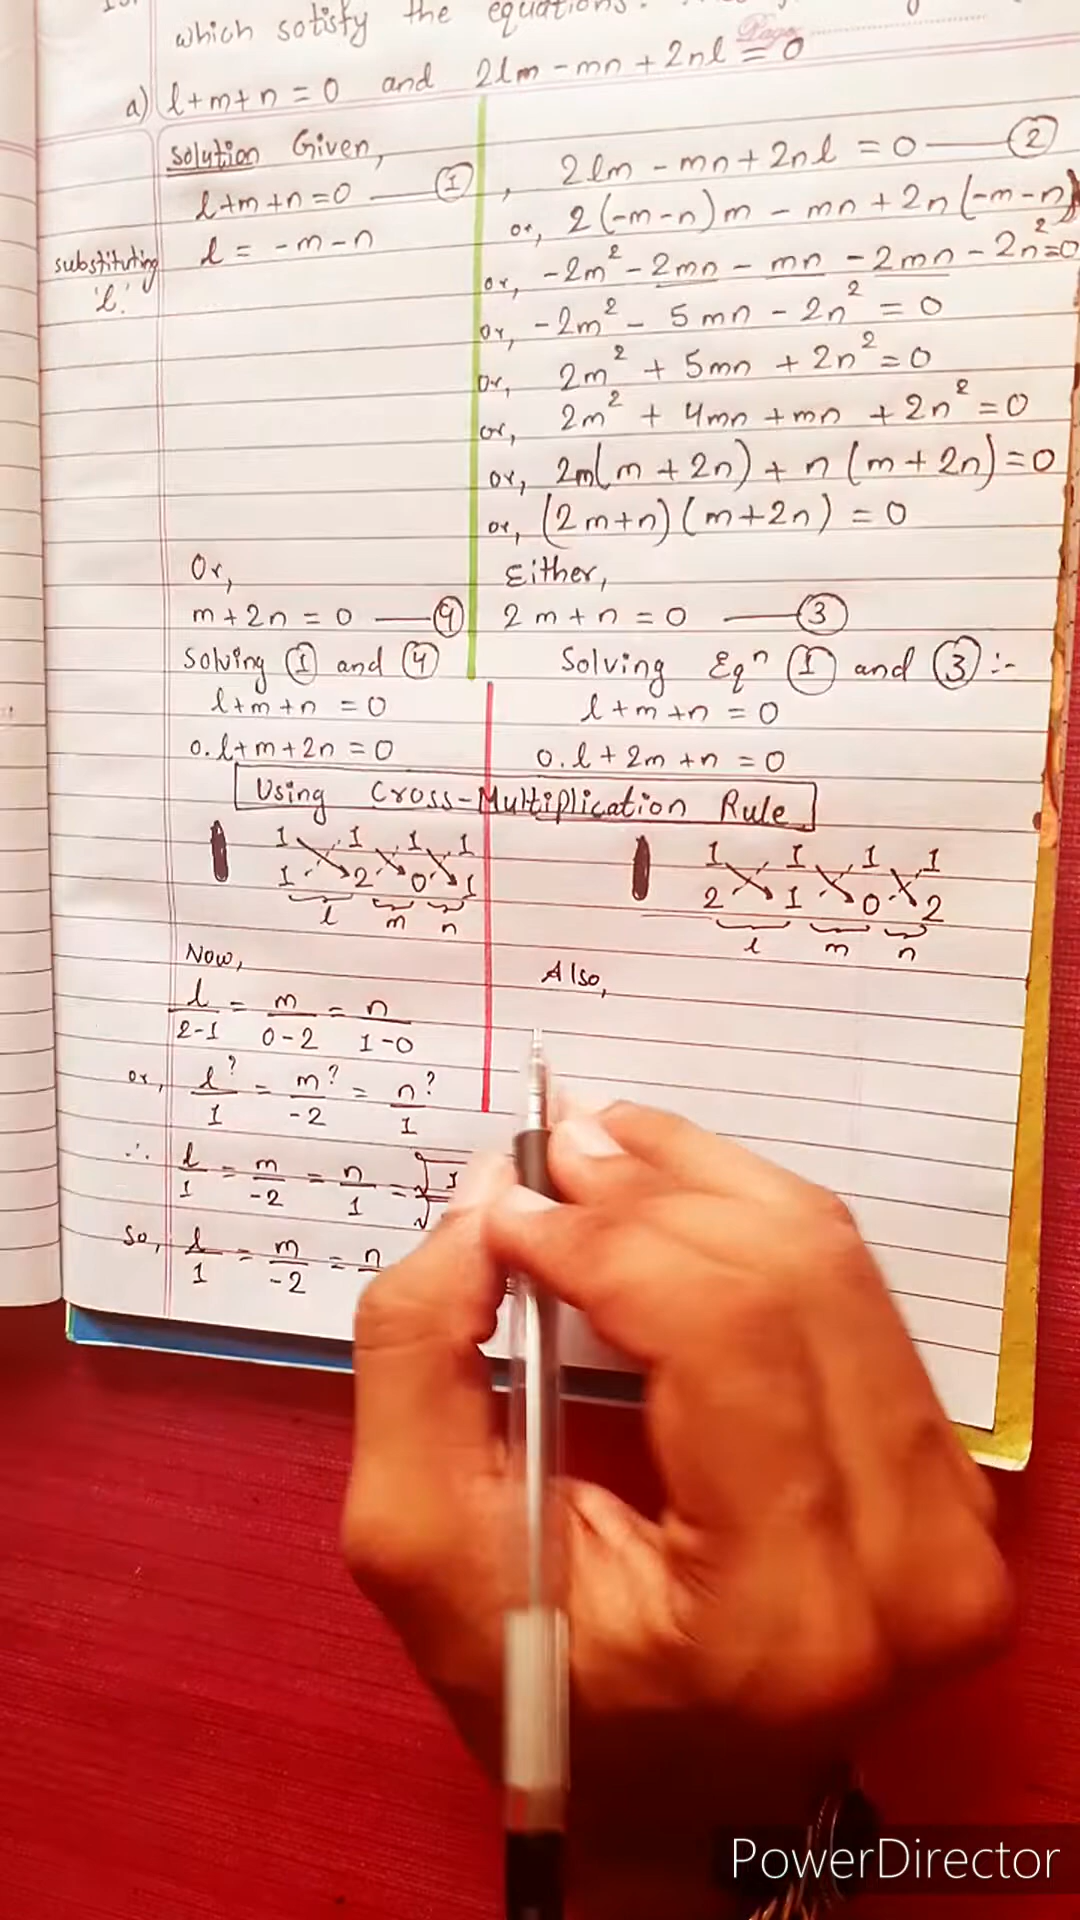 which satisfy the equations.
Page:
a) l+m+n = 0 and 2lm - mn + 2nl = 0
Solution Given,
l+m+n = 0 — ①
substituting 'l'.
l = -m-n
, 2lm - mn + 2nl = 0 — ②
or, 2(-m-n)m - mn + 2n(-m-n)
or, -2m² - 2mn - mn - 2mn - 2n² = 0
or, -2m² - 5mn - 2n² = 0
or, 2m² + 5mn + 2n² = 0
or, 2m² + 4mn + mn + 2n² = 0
or, 2m(m+2n) + n(m+2n) = 0
or, (2m+n)(m+2n) = 0
Or,
m + 2n = 0 — ④
Solving ① and ④
l+m+n = 0
0.l+m+2n = 0
Either,
2m + n = 0 — ③
Solving Eqⁿ ① and ③ :-
l+m+n = 0
0.l + 2m + n = 0
Using Cross-Multiplication Rule
1 1 1 1
1 2 0 1
l m n
1 1 1 1
2 1 0 2
l m n
Now,
l/2-1 = m/0-2 = n/1-0
or, l?/1 = m?/-2 = n?/1
∴ l/1 = m/-2 = n/1 = √1
So, l/1 = m/-2 = n
Also,
PowerDirector